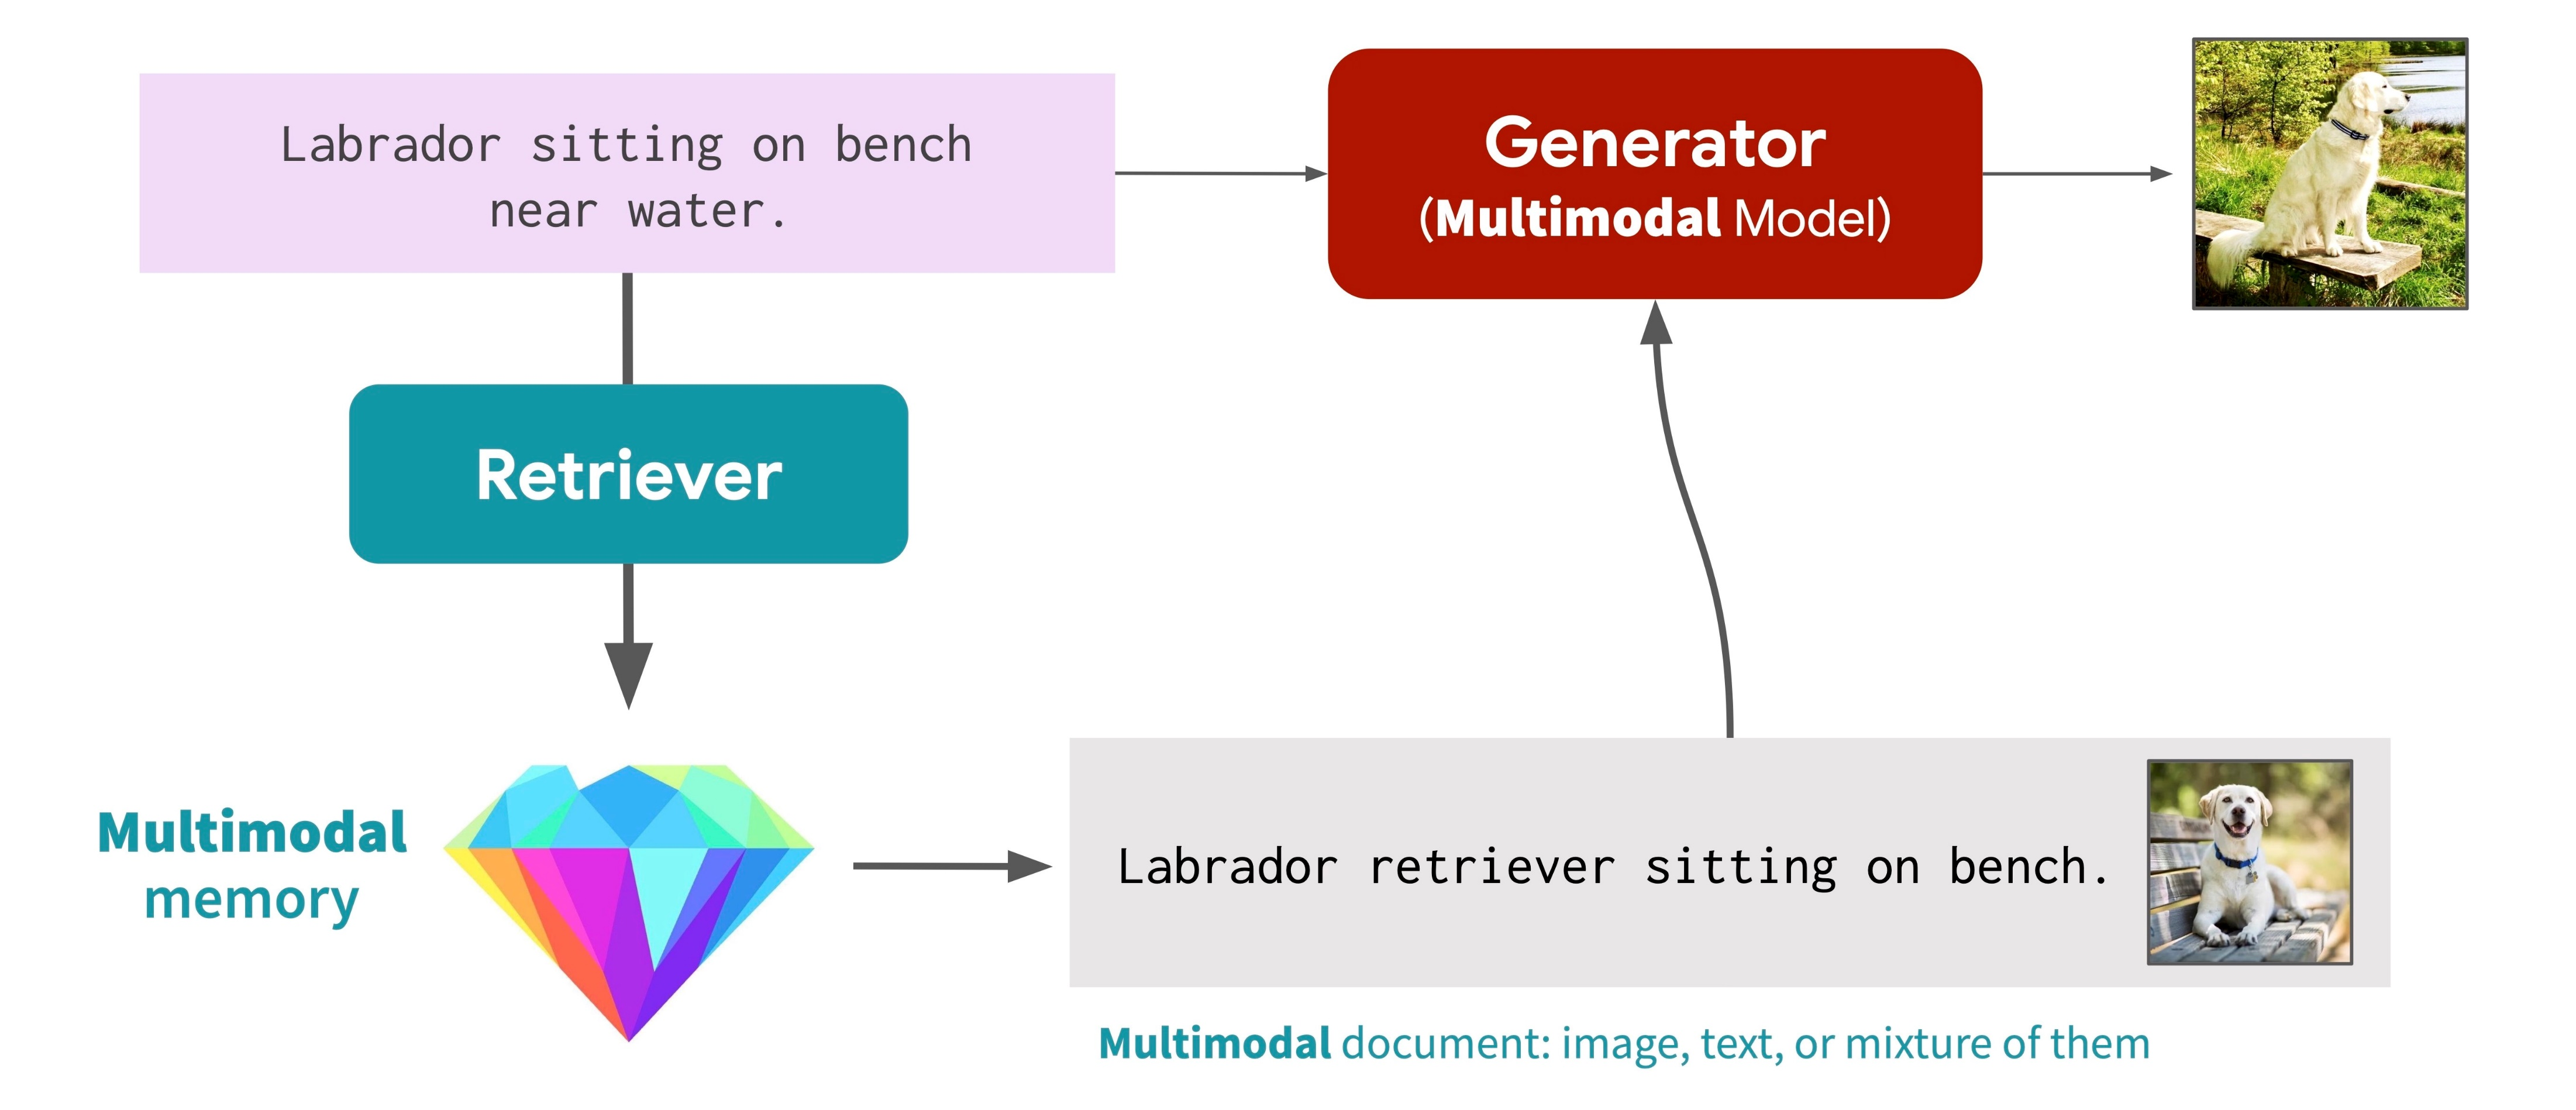 Labrador sitting on bench
near water.
Generator
(Multimodal Model)
Retriever
Multimodal
memory
Labrador retriever sitting on bench.
Multimodal document: image, text, or mixture of them